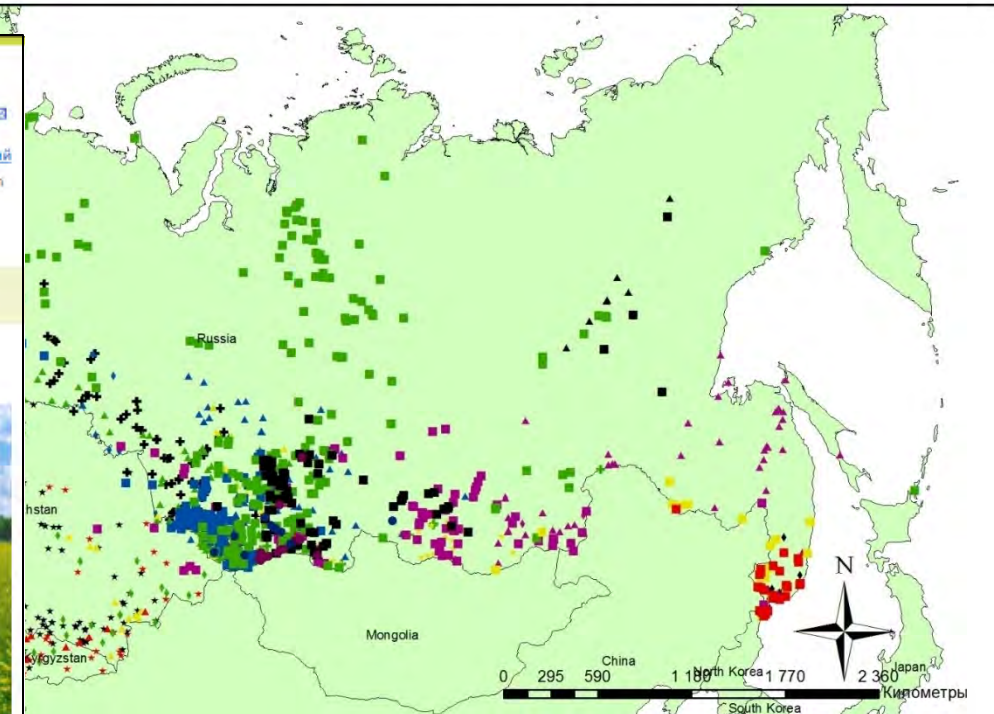 Russia
hstan
Kyrgyzstan
Mongolia
China
North Korea
South Korea
Japan
N
0 295 590 1 180 1 770 2 360
Километры
й